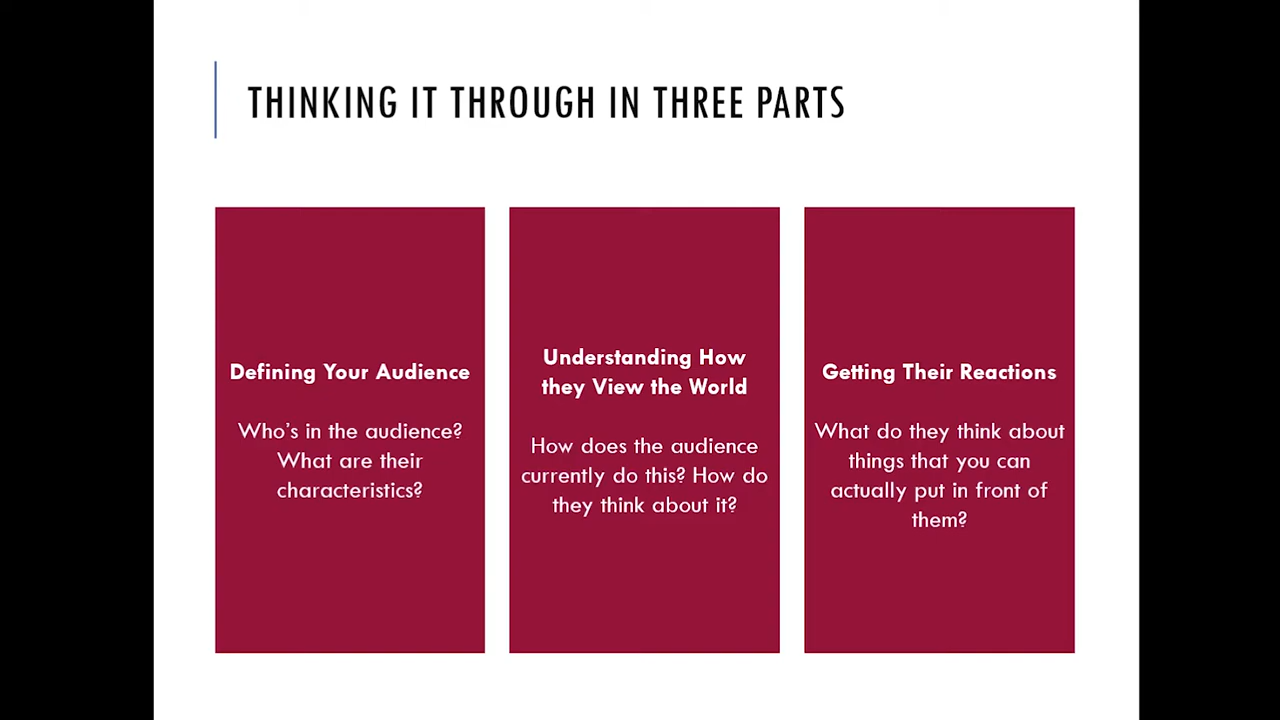 THINKING IT THROUGH IN THREE PARTS
Defining Your Audience
Who's in the audience?
What are their
characteristics?
Understanding How
they View the World
How does the audience
currently do this? How do
they think about it?
Getting Their Reactions
What do they think about
things that you can
actually put in front of
them?